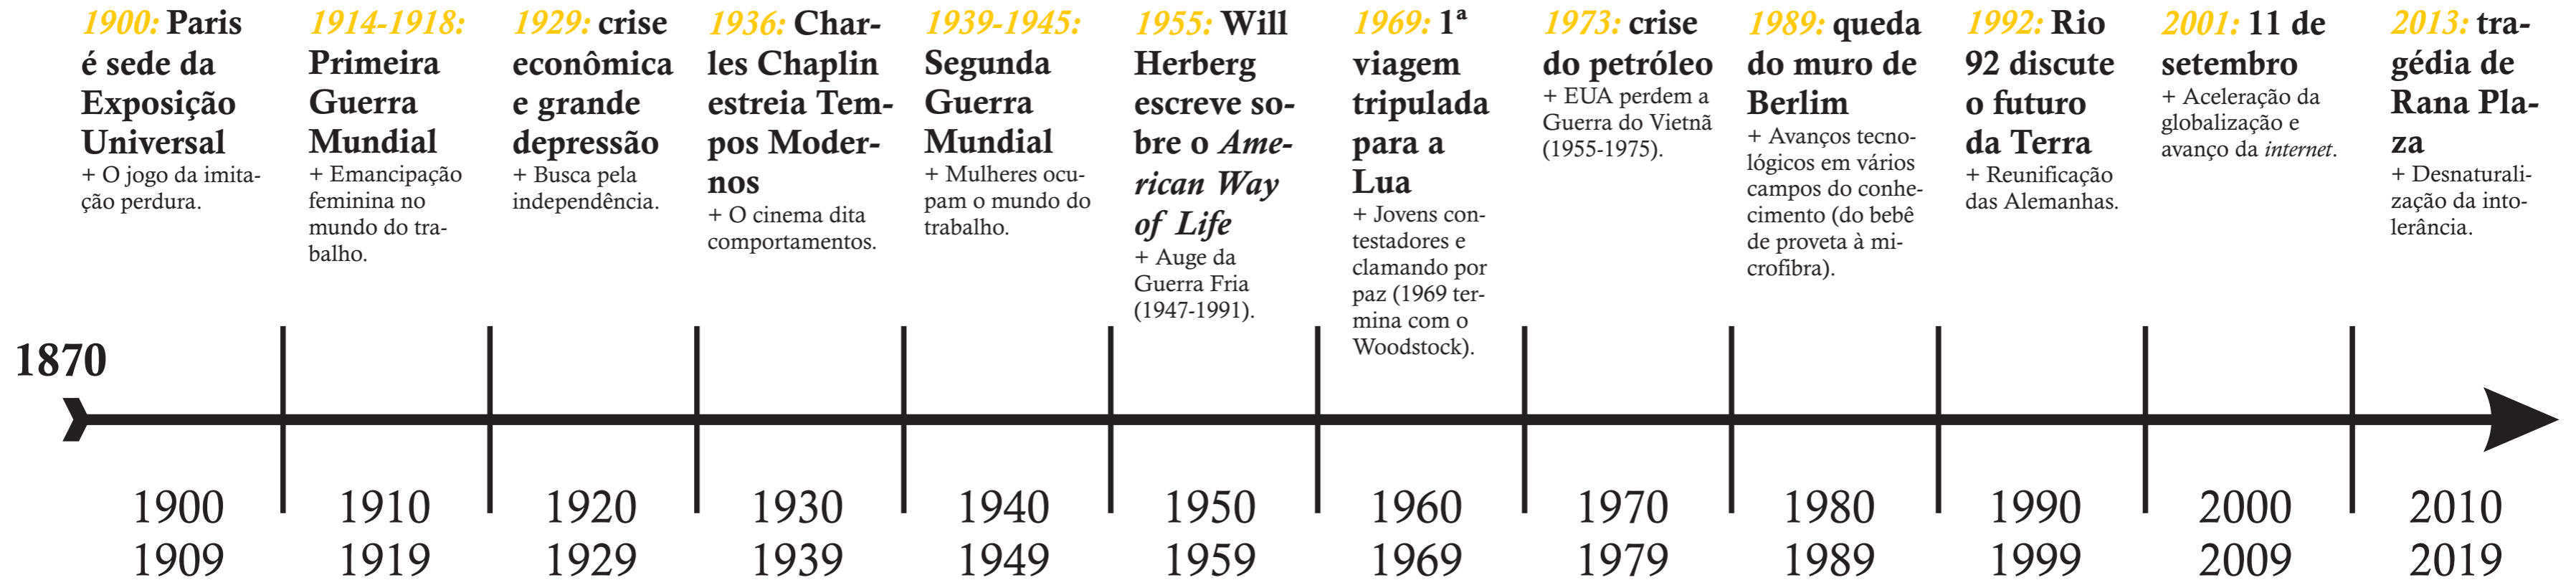 1900: Paris
é sede da
Exposição
Universal
+ O jogo da imita-
ção perdura.
1914-1918:
Primeira
Guerra
Mundial
+ Emancipação
feminina no
mundo do tra-
balho.
1929: crise
econômica
e grande
depressão
+ Busca pela
independência.
1936: Char-
les Chaplin
estreia Tem-
pos Moder-
nos
+ O cinema dita
comportamentos.
1939-1945:
Segunda
Guerra
Mundial
+ Mulheres ocu-
pam o mundo do
trabalho.
1955: Will
Herberg
escreve so-
bre o Ame-
rican Way
of Life
+ Auge da
Guerra Fria
(1947-1991).
1969: 1ª
viagem
tripulada
para a
Lua
+ Jovens con-
testadores e
clamando por
paz (1969 ter-
mina com o
Woodstock).
1973: crise
do petróleo
+ EUA perdem a
Guerra do Vietnã
(1955-1975).
1989: queda
do muro de
Berlim
+ Avanços tecno-
lógicos em vários
campos do conhe-
cimento (do bebê
de proveta à mi-
crofibra).
1992: Rio
92 discute
o futuro
da Terra
+ Reunificação
das Alemanhas.
2001: 11 de
setembro
+ Aceleração da
globalização e
avanço da internet.
2013: tra-
gédia de
Rana Pla-
za
+ Desnaturali-
zação da into-
lerância.
1870
1900
1909
1910
1919
1920
1929
1930
1939
1940
1949
1950
1959
1960
1969
1970
1979
1980
1989
1990
1999
2000
2009
2010
2019